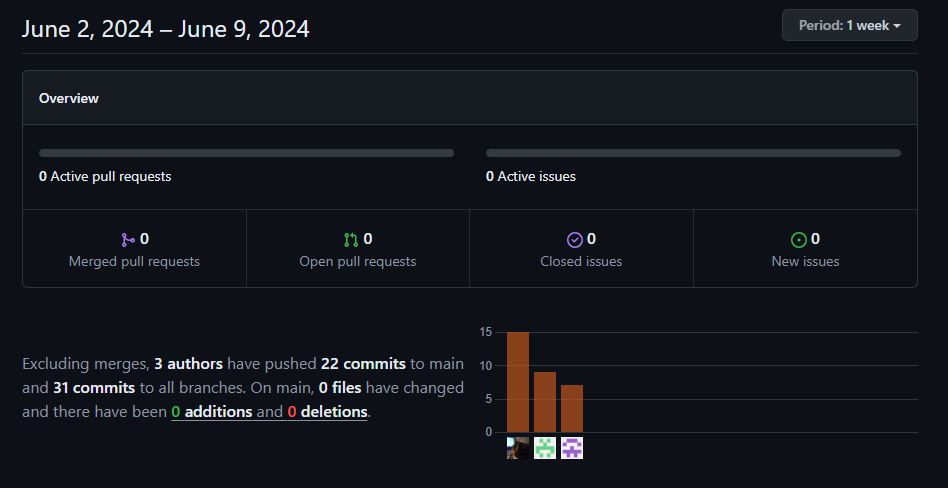 June 2, 2024 – June 9, 2024
Period: 1 week
Overview
0 Active pull requests
0 Active issues
0
Merged pull requests
0
Open pull requests
0
Closed issues
0
New issues
Excluding merges, 3 authors have pushed 22 commits to main
and 31 commits to all branches. On main, 0 files have changed
and there have been 0 additions and 0 deletions.
15
10
5
0